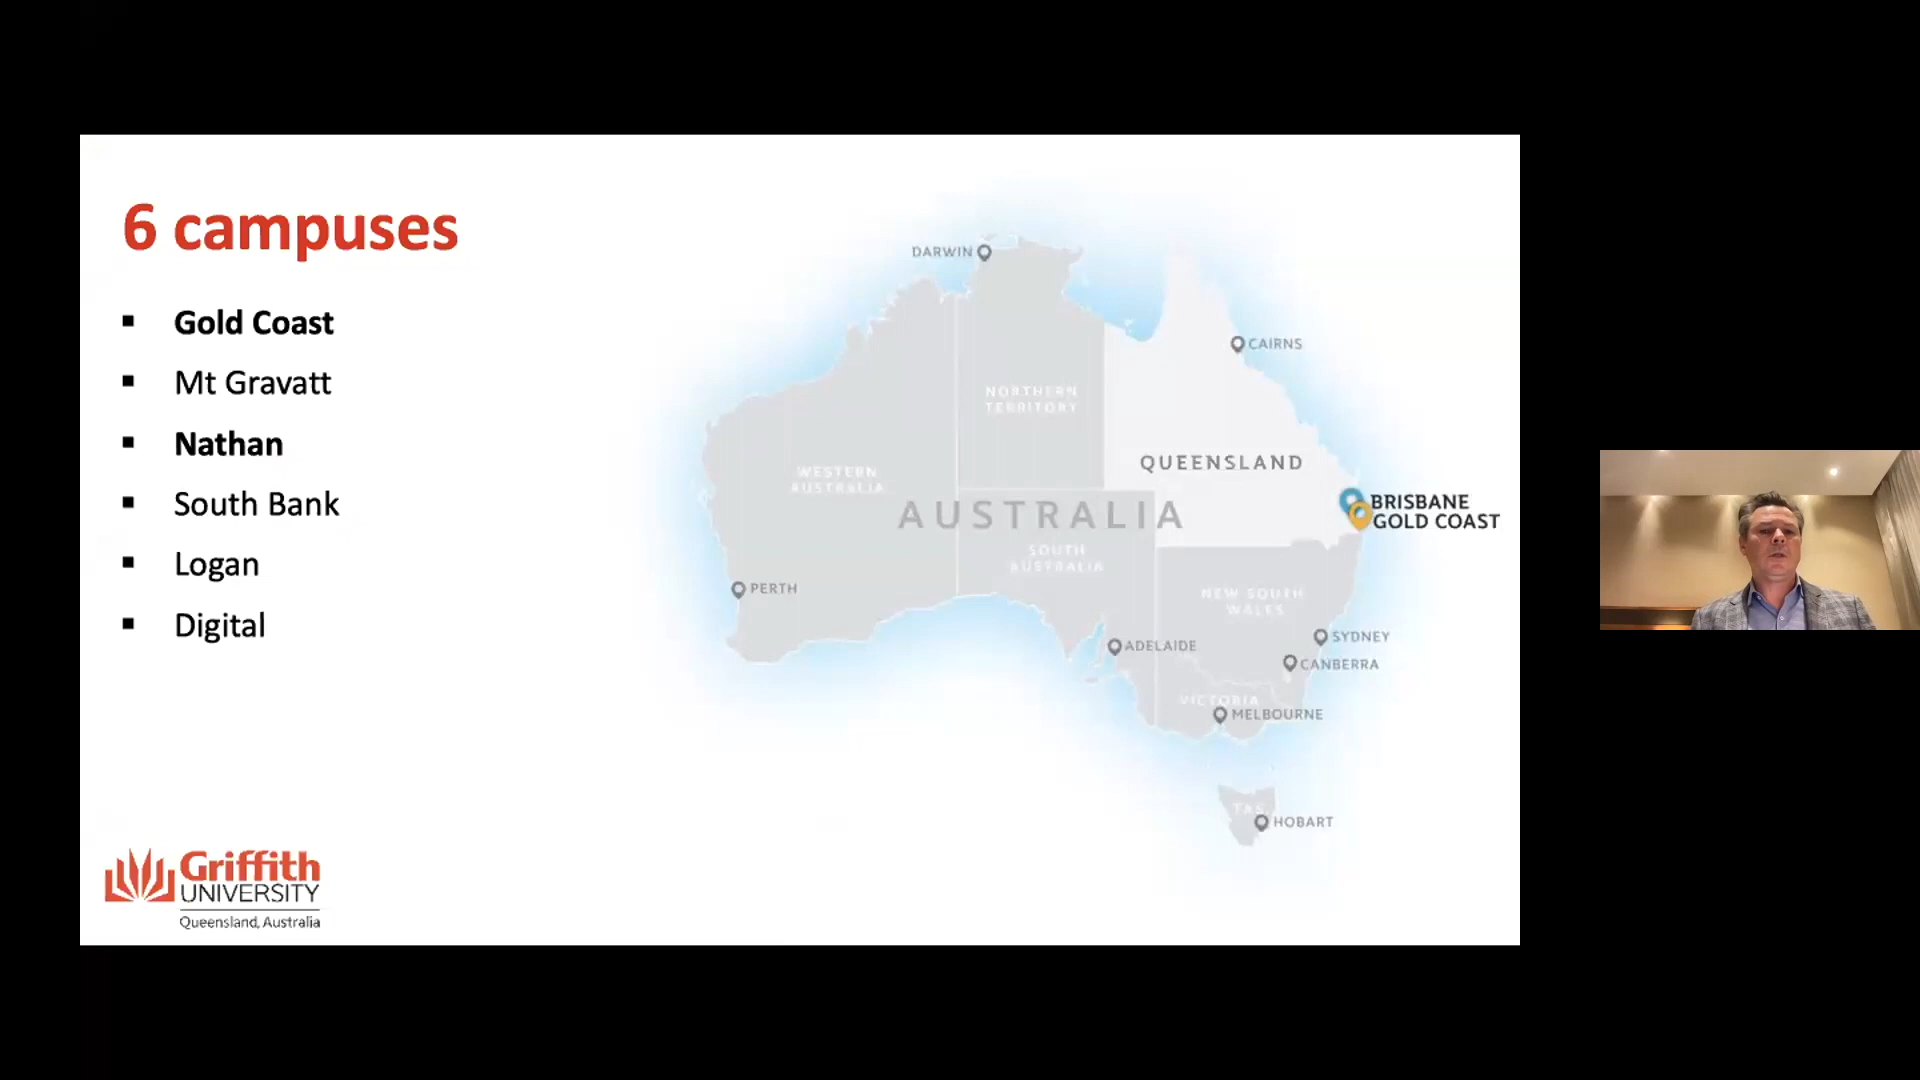 6 campuses
Gold Coast
Mt Gravatt
Nathan
South Bank
Logan
Digital
DARWIN
CAIRNS
NORTHERN
TERRITORY
QUEENSLAND
WESTERN
AUSTRALIA
BRISBANE
GOLD COAST
AUSTRALIA
SOUTH
AUSTRALIA
PERTH
NEW SOUTH
WALES
SYDNEY
ADELAIDE
CANBERRA
VICTORIA
MELBOURNE
TAS
HOBART
Griffith
UNIVERSITY
Queensland, Australia